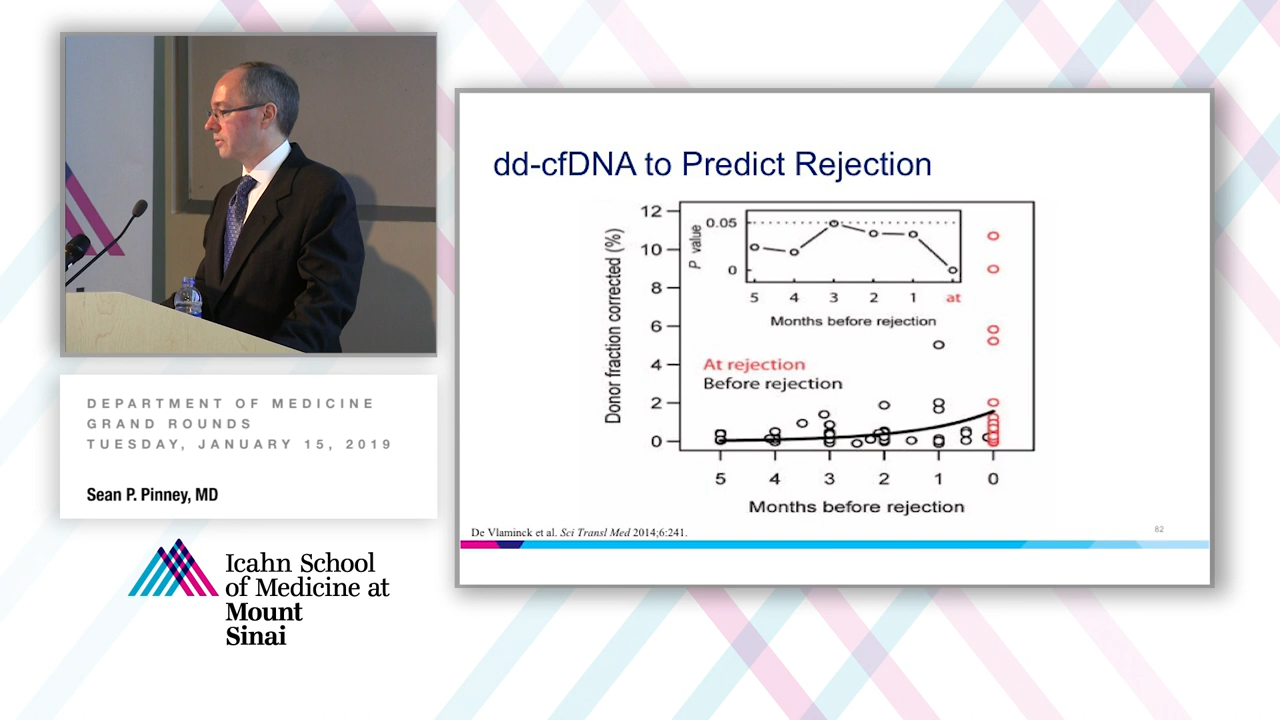 DEPARTMENT OF MEDICINE
GRAND ROUNDS
TUESDAY, JANUARY 15, 2019
Sean P. Pinney, MD
Icahn School
of Medicine at
Mount
Sinai
dd-cfDNA to Predict Rejection
Donor fraction corrected (%)
12
10
8
6
4
2
0
P value
0.05
0
5 4 3 2 1 at
Months before rejection
At rejection
Before rejection
5 4 3 2 1 0
Months before rejection
De Vlaminck et al. Sci Transl Med 2014;6:241.
82